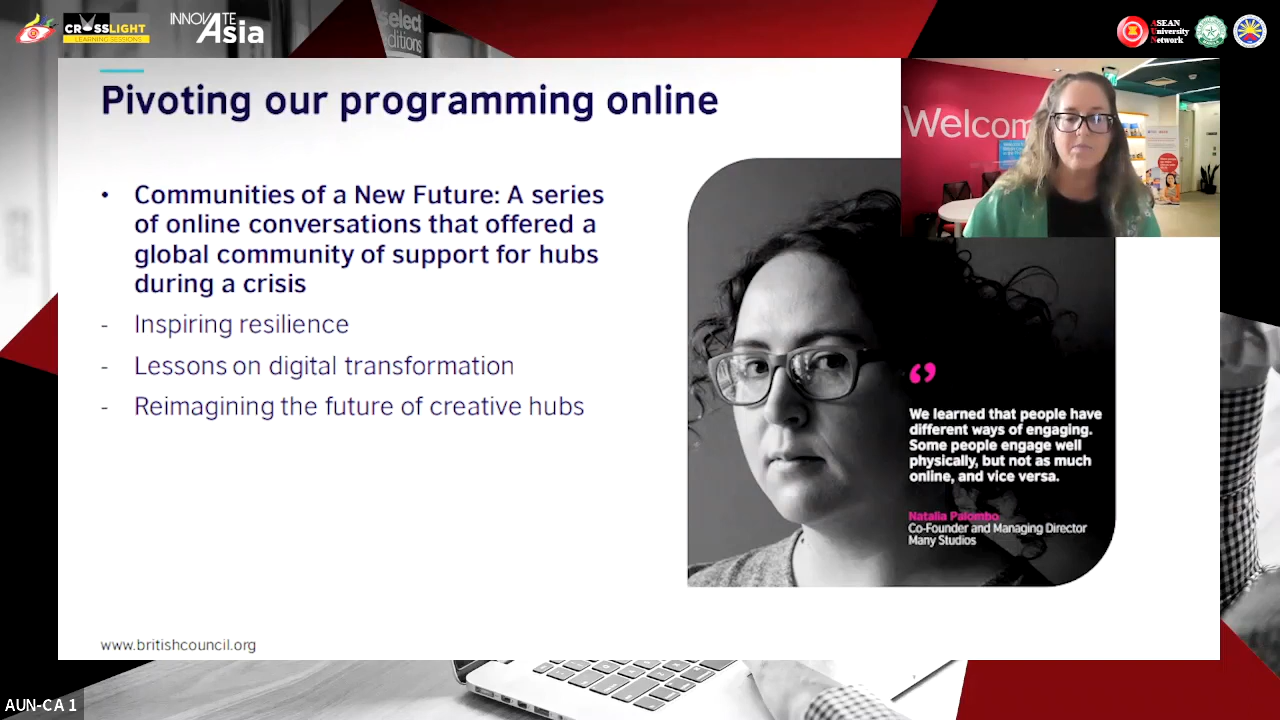 CROSSLIGHT
LEARNING SESSIONS
INNOVATE
Asia
select
editions
ASEAN
University
Network
Pivoting our programming online
Welcom
• Communities of a New Future: A series
of online conversations that offered a
global community of support for hubs
during a crisis
- Inspiring resilience
- Lessons on digital transformation
- Reimagining the future of creative hubs
We learned that people have
different ways of engaging.
Some people engage well
physically, but not as much
online, and vice versa.
Natalia Palombo
Co-Founder and Managing Director
Many Studios
www.britishcouncil.org
AUN-CA 1